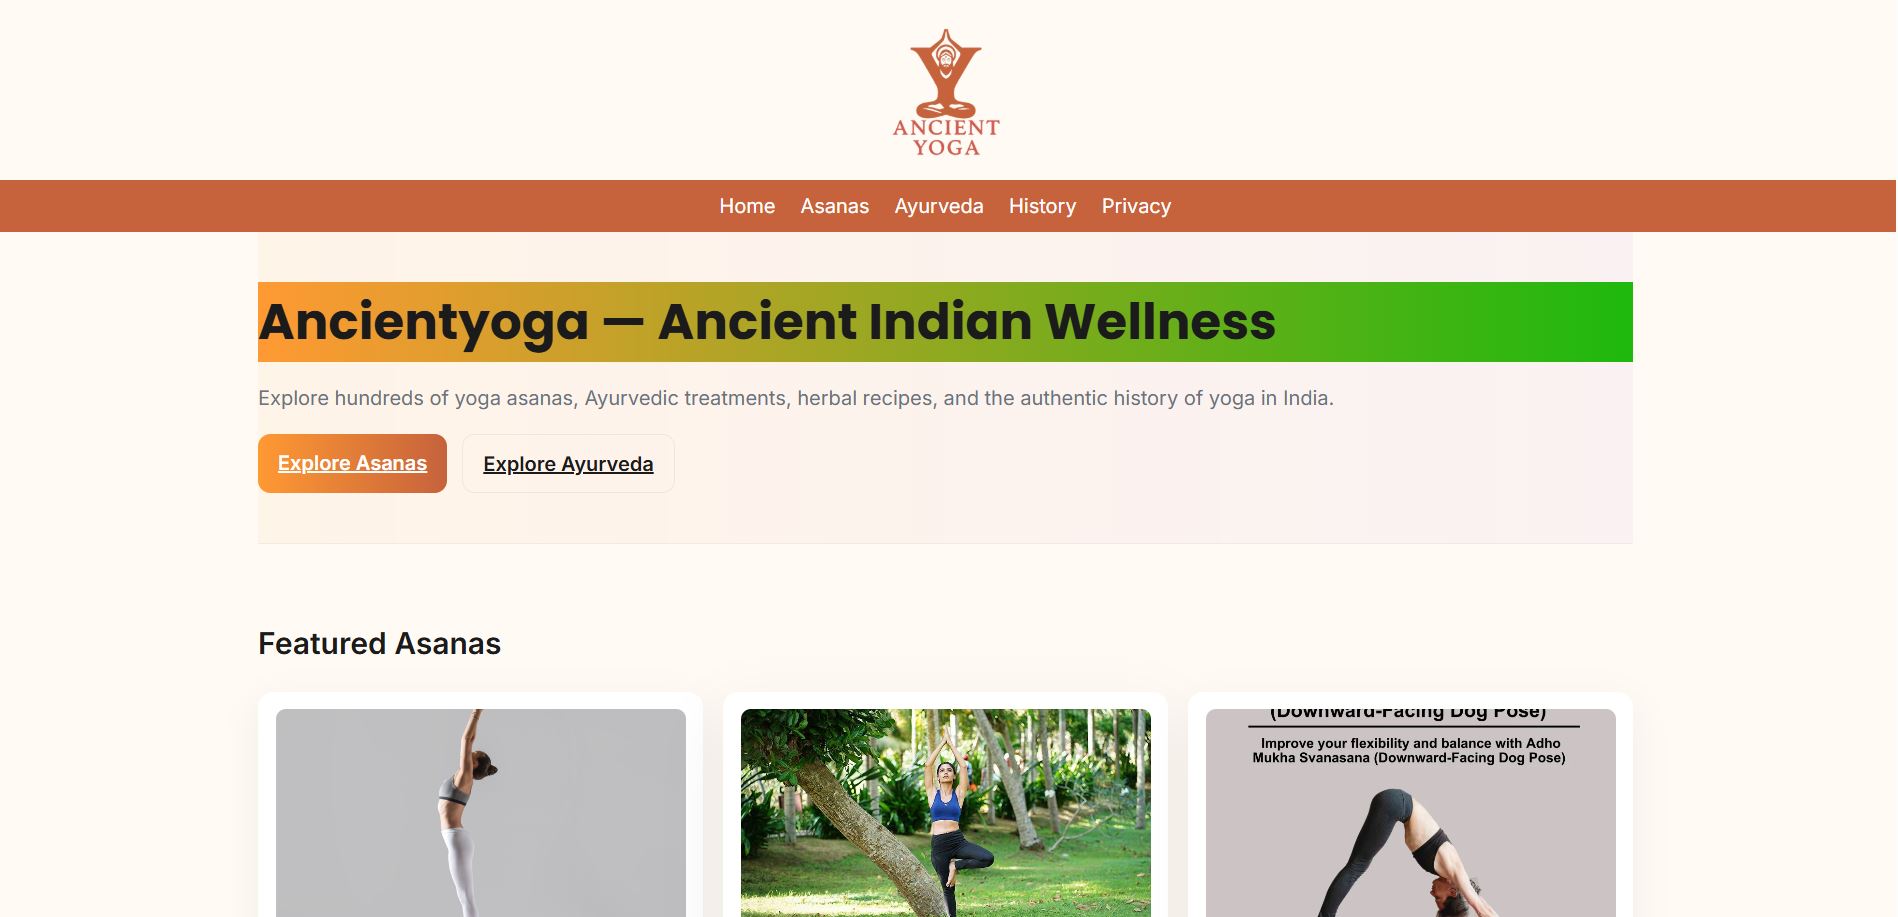 ANCIENT
YOGA
Home Asanas Ayurveda History Privacy
Ancientyoga — Ancient Indian Wellness
Explore hundreds of yoga asanas, Ayurvedic treatments, herbal recipes, and the authentic history of yoga in India.
Explore Asanas Explore Ayurveda
Featured Asanas
(Downward-Facing Dog Pose)
Improve your flexibility and balance with Adho
Mukha Svanasana (Downward-Facing Dog Pose)